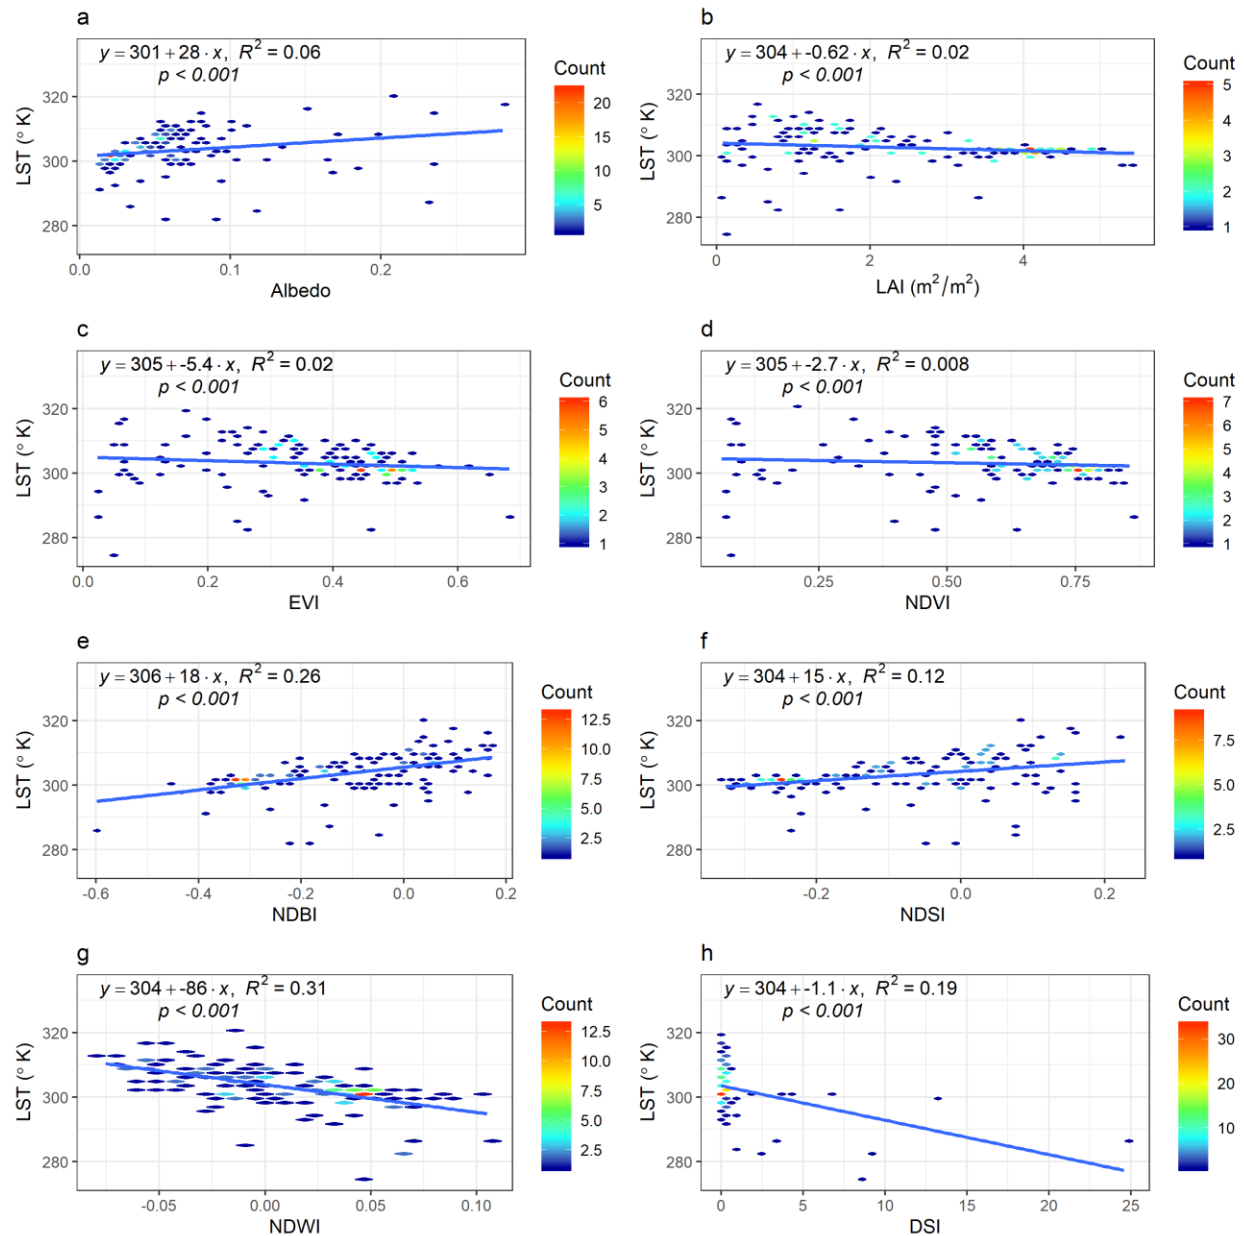 a
y = 301 + 28 · x, R² = 0.06
p < 0.001
LST (° K)
320
300
280
0.0 0.1 0.2
Albedo
Count
20
15
10
5
b
y = 304 + -0.62 · x, R² = 0.02
p < 0.001
LST (° K)
320
300
280
0 2 4
LAI (m²/m²)
Count
5
4
3
2
1
c
y = 305 + -5.4 · x, R² = 0.02
p < 0.001
LST (° K)
320
300
280
0.0 0.2 0.4 0.6
EVI
Count
6
5
4
3
2
1
d
y = 305 + -2.7 · x, R² = 0.008
p < 0.001
LST (° K)
320
300
280
0.25 0.50 0.75
NDVI
Count
7
6
5
4
3
2
1
e
y = 306 + 18 · x, R² = 0.26
p < 0.001
LST (° K)
320
300
280
-0.6 -0.4 -0.2 0.0 0.2
NDBI
Count
12.5
10.0
7.5
5.0
2.5
f
y = 304 + 15 · x, R² = 0.12
p < 0.001
LST (° K)
320
300
280
-0.2 0.0 0.2
NDSI
Count
7.5
5.0
2.5
g
y = 304 + -86 · x, R² = 0.31
p < 0.001
LST (° K)
320
300
280
-0.05 0.00 0.05 0.10
NDWI
Count
12.5
10.0
7.5
5.0
2.5
h
y = 304 + -1.1 · x, R² = 0.19
p < 0.001
LST (° K)
320
300
280
0 5 10 15 20 25
DSI
Count
30
20
10